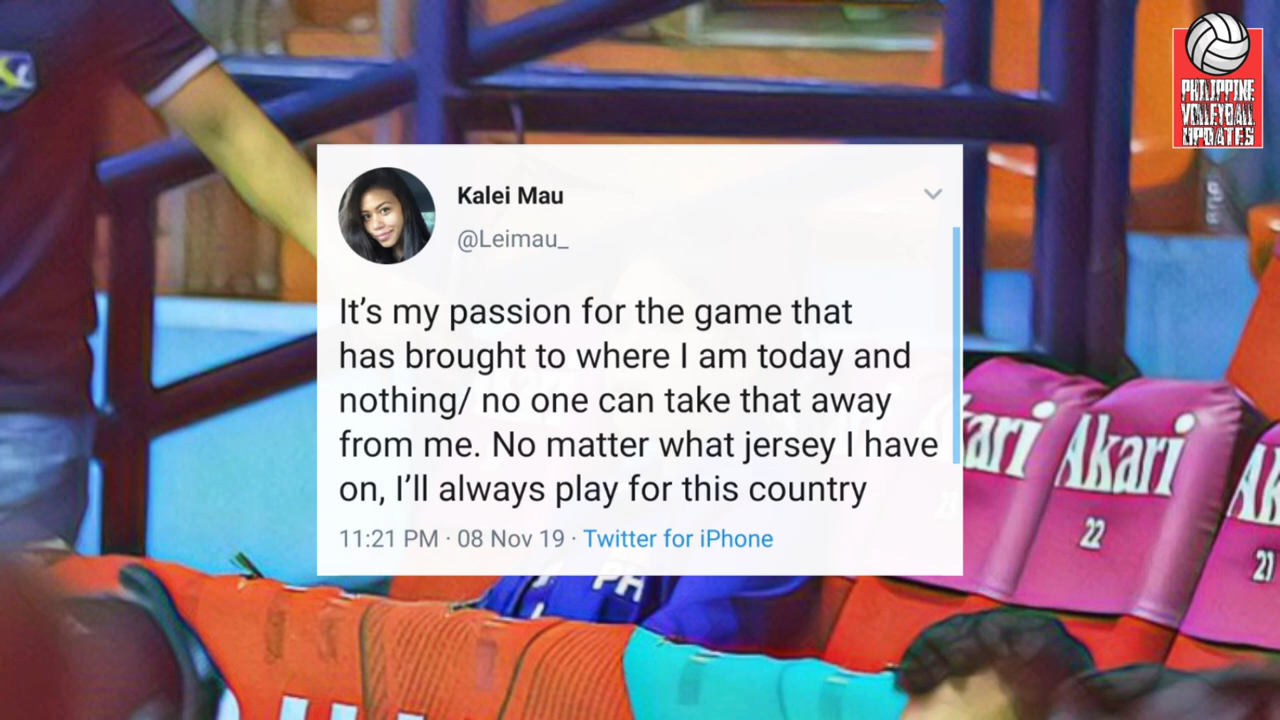 PHILIPPINE
VOLLEYBALL
UPDATES
Kalei Mau
@Leimau_
It's my passion for the game that
has brought to where I am today and
nothing/ no one can take that away
from me. No matter what jersey I have
on, I'll always play for this country
11:21 PM · 08 Nov 19 · Twitter for iPhone
Akari
22
21
PH